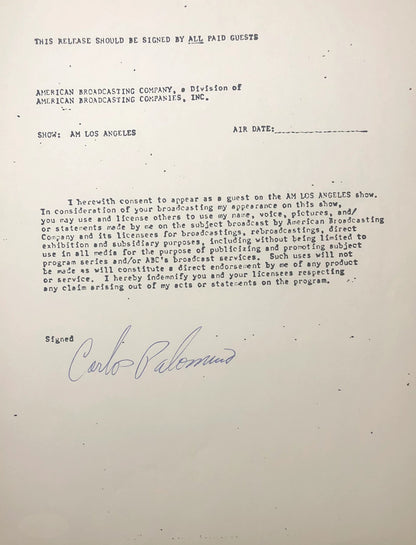 THIS RELEASE SHOULD BE SIGNED BY ALL PAID GUESTS
AMERICAN BROADCASTING COMPANY, a Division of
AMERICAN BROADCASTING COMPANIES, INC.
SHOW: AM LOS ANGELES AIR DATE:
I herewith consent to appear as a guest on the AM LOS ANGELES show.
In consideration of your broadcasting my appearance on this show,
you may use and license others to use my name, voice, pictures, and/
or statements made by me on the subject broadcast by American Broadcasting
Company and its licensees for broadcastings, rebroadcastings, direct
exhibition and subsidiary purposes, including without being limited to
use in all media for the purpose of publicizing and promoting subject
program series and/or ABC's broadcast services. Such uses will not
be made as will constitute a direct endorsement by me of any product
or service. I hereby indemnify you and your licensees respecting
any claim arising out of my acts or statements on the program.
Signed
Carlos Palomino